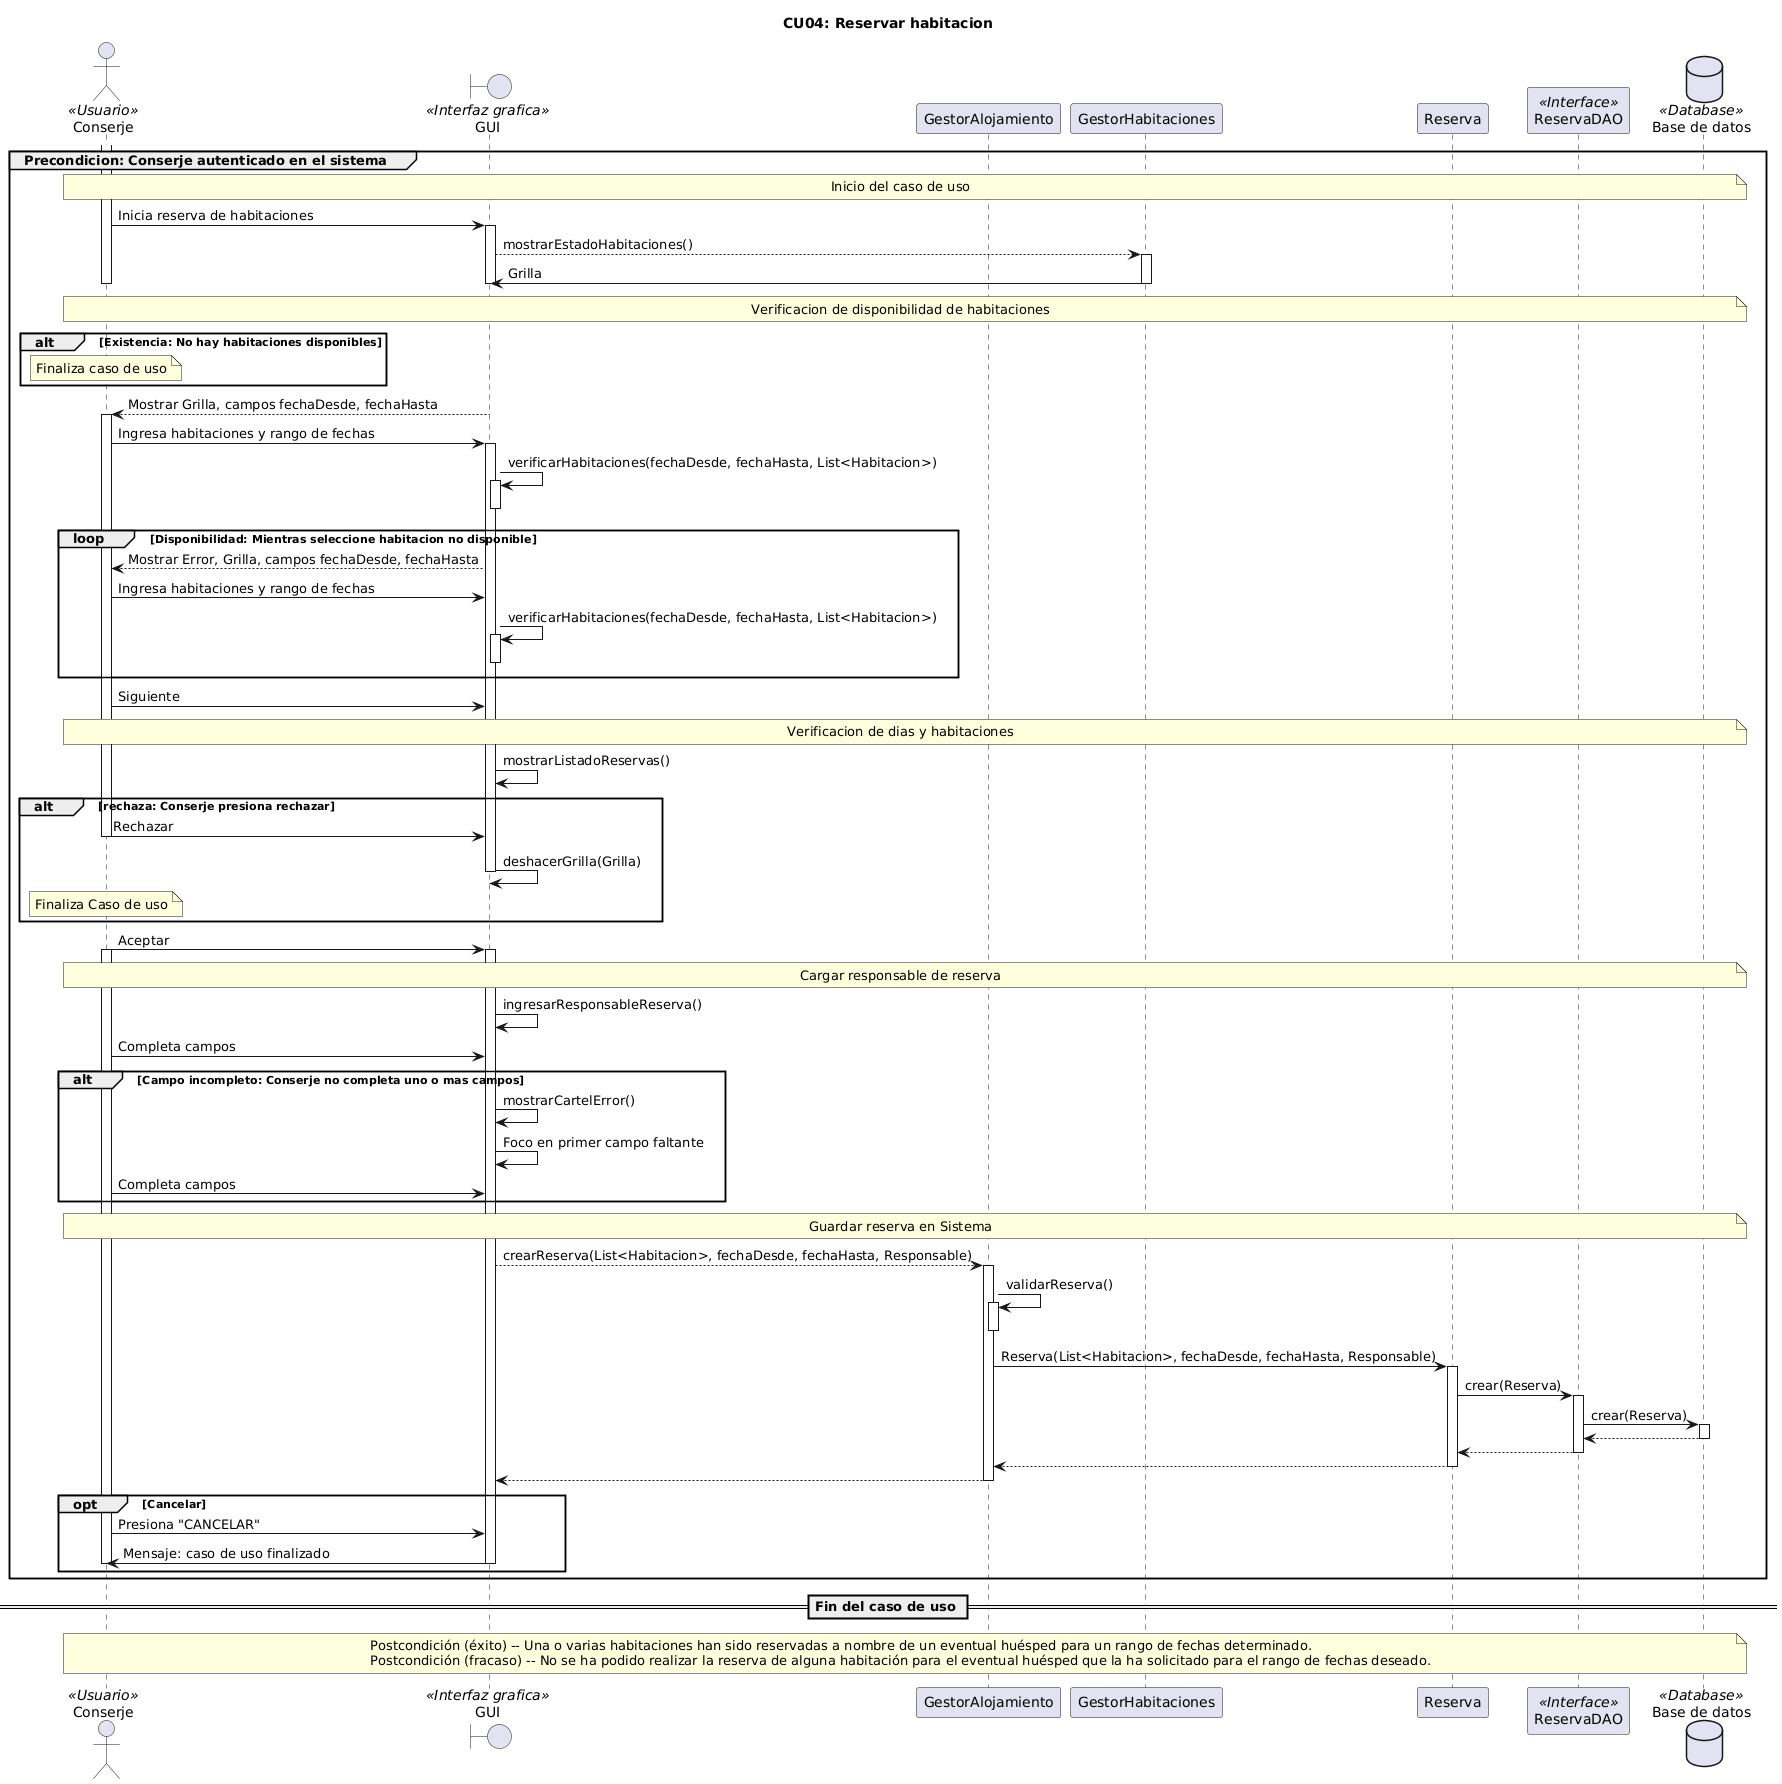 CU04: Reservar habitacion
«Usuario»
Conserje
«Interfaz grafica»
GUI
GestorAlojamiento
GestorHabitaciones
Reserva
«Interface»
ReservaDAO
«Database»
Base de datos
Precondicion: Conserje autenticado en el sistema
Inicio del caso de uso
Inicia reserva de habitaciones
mostrarEstadoHabitaciones()
Grilla
Verificacion de disponibilidad de habitaciones
alt [Existencia: No hay habitaciones disponibles]
Finaliza caso de uso
Mostrar Grilla, campos fechaDesde, fechaHasta
Ingresa habitaciones y rango de fechas
verificarHabitaciones(fechaDesde, fechaHasta, List<Habitacion>)
loop [Disponibilidad: Mientras seleccione habitacion no disponible]
Mostrar Error, Grilla, campos fechaDesde, fechaHasta
Ingresa habitaciones y rango de fechas
verificarHabitaciones(fechaDesde, fechaHasta, List<Habitacion>)
Siguiente
Verificacion de dias y habitaciones
mostrarListadoReservas()
alt [rechaza: Conserje presiona rechazar]
Rechazar
deshacerGrilla(Grilla)
Finaliza Caso de uso
Aceptar
Cargar responsable de reserva
ingresarResponsableReserva()
Completa campos
alt [Campo incompleto: Conserje no completa uno o mas campos]
mostrarCartelError()
Foco en primer campo faltante
Completa campos
Guardar reserva en Sistema
crearReserva(List<Habitacion>, fechaDesde, fechaHasta, Responsable)
validarReserva()
Reserva(List<Habitacion>, fechaDesde, fechaHasta, Responsable)
crear(Reserva)
crear(Reserva)
opt [Cancelar]
Presiona "CANCELAR"
Mensaje: caso de uso finalizado
Fin del caso de uso
Postcondición (éxito) -- Una o varias habitaciones han sido reservadas a nombre de un eventual huésped para un rango de fechas determinado.
Postcondición (fracaso) -- No se ha podido realizar la reserva de alguna habitación para el eventual huésped que la ha solicitado para el rango de fechas deseado.
«Usuario»
Conserje
«Interfaz grafica»
GUI
GestorAlojamiento
GestorHabitaciones
Reserva
«Interface»
ReservaDAO
«Database»
Base de datos